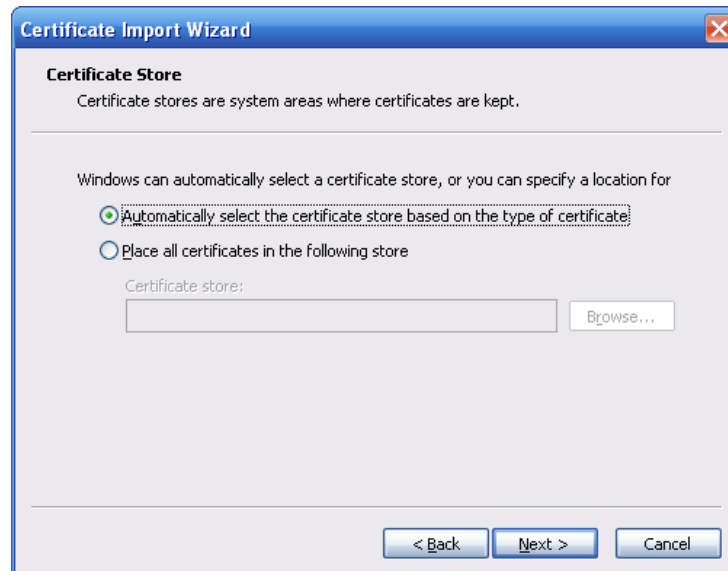 Certificate Import Wizard
Certificate Store
Certificate stores are system areas where certificates are kept.
Windows can automatically select a certificate store, or you can specify a location for
Automatically select the certificate store based on the type of certificate
Place all certificates in the following store
Certificate store:
Browse...
< Back Next > Cancel